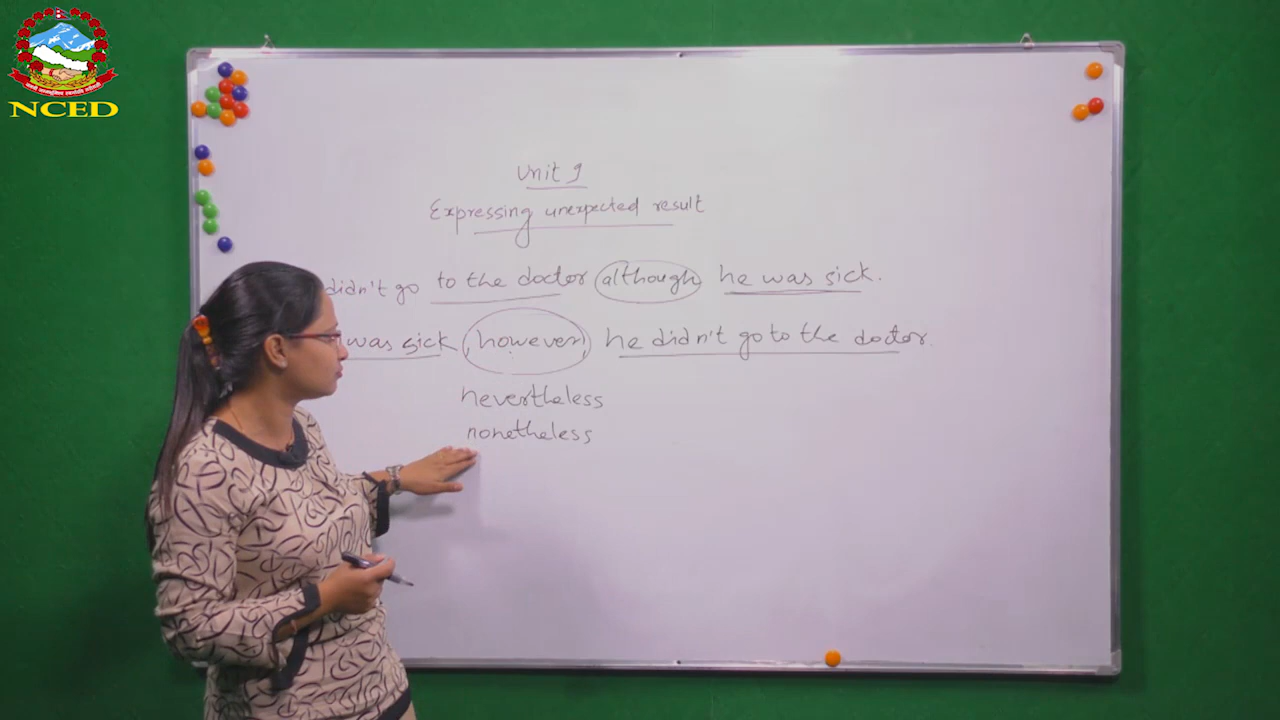 NCED
Unit 9
Expressing unexpected result
didn't go to the doctor although he was sick.
was sick, however, he didn't go to the doctor.
nevertheless
nonetheless